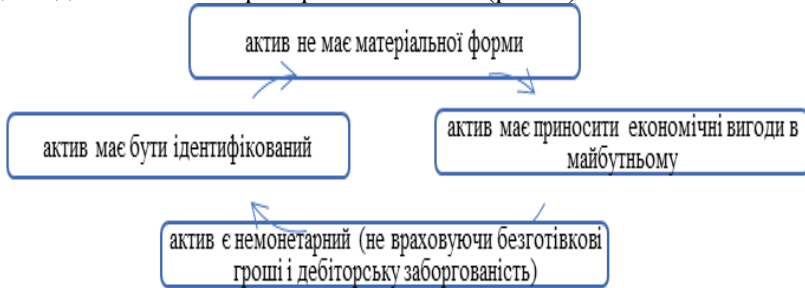 актив не має матеріальної форми
актив має бути ідентифікований
актив має приносити економічні вигоди в
майбутньому
актив є немонетарний (не враховуючи безготівкові
гроші і дебіторську заборгованість)